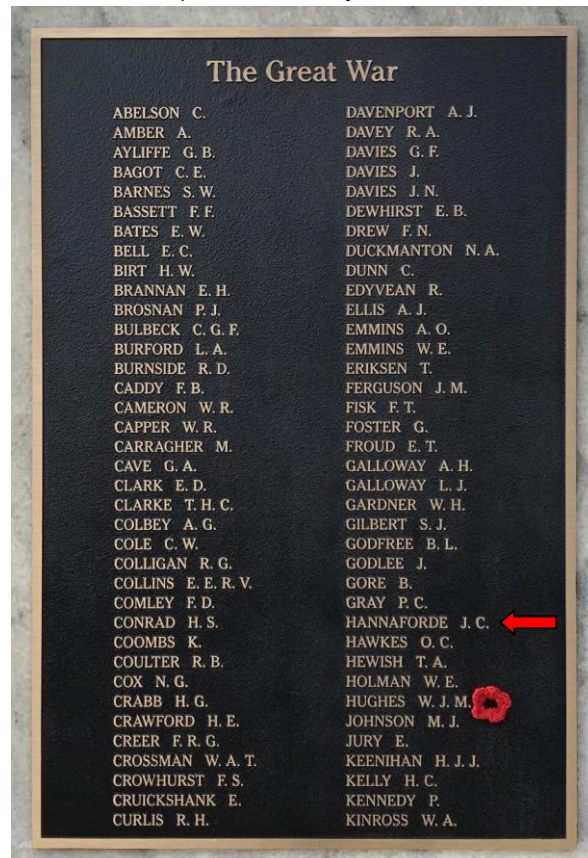 The Great War
ABELSON C.
AMBER A.
AYLIFFE G. B.
BAGOT C. E.
BARNES S. W.
BASSETT F. F.
BATES E. W.
BELL E. C.
BIRT H. W.
BRANNAN E. H.
BROSNAN P. J.
BULBECK C. G. F.
BURFORD L. A.
BURNSIDE R. D.
CADDY F. B.
CAMERON W. R.
CAPPER W. R.
CARRAGHER M.
CAVE G. A.
CLARK E. D.
CLARKE T. H. C.
COLBEY A. G.
COLE C. W.
COLLIGAN R. G.
COLLINS E. E. R. V.
COMLEY F. D.
CONRAD H. S.
COOMBS K.
COULTER R. B.
COX N. G.
CRABB H. G.
CRAWFORD H. E.
CREER F. R. G.
CROSSMAN W. A. T.
CROWHURST F. S.
CRUICKSHANK E.
CURLIS R. H.
DAVENPORT A. J.
DAVEY R. A.
DAVIES G. F.
DAVIES J.
DAVIES J. N.
DEWHIRST E. B.
DREW F. N.
DUCKMANTON N. A.
DUNN C.
EDYVEAN R.
ELLIS A. J.
EMMINS A. O.
EMMINS W. E.
ERIKSEN T.
FERGUSON J. M.
FISK F. T.
FOSTER G.
FROUD E. T.
GALLOWAY A. H.
GALLOWAY L. J.
GARDNER W. H.
GILBERT S. J.
GODFREE B. L.
GODLEE J.
GORE B.
GRAY P. C.
HANNAFORDE J. C.
HAWKES O. C.
HEWISH T. A.
HOLMAN W. E.
HUGHES W. J. M.
JOHNSON M. J.
JURY E.
KEENIHAN H. J. J.
KELLY H. C.
KENNEDY P.
KINROSS W. A.